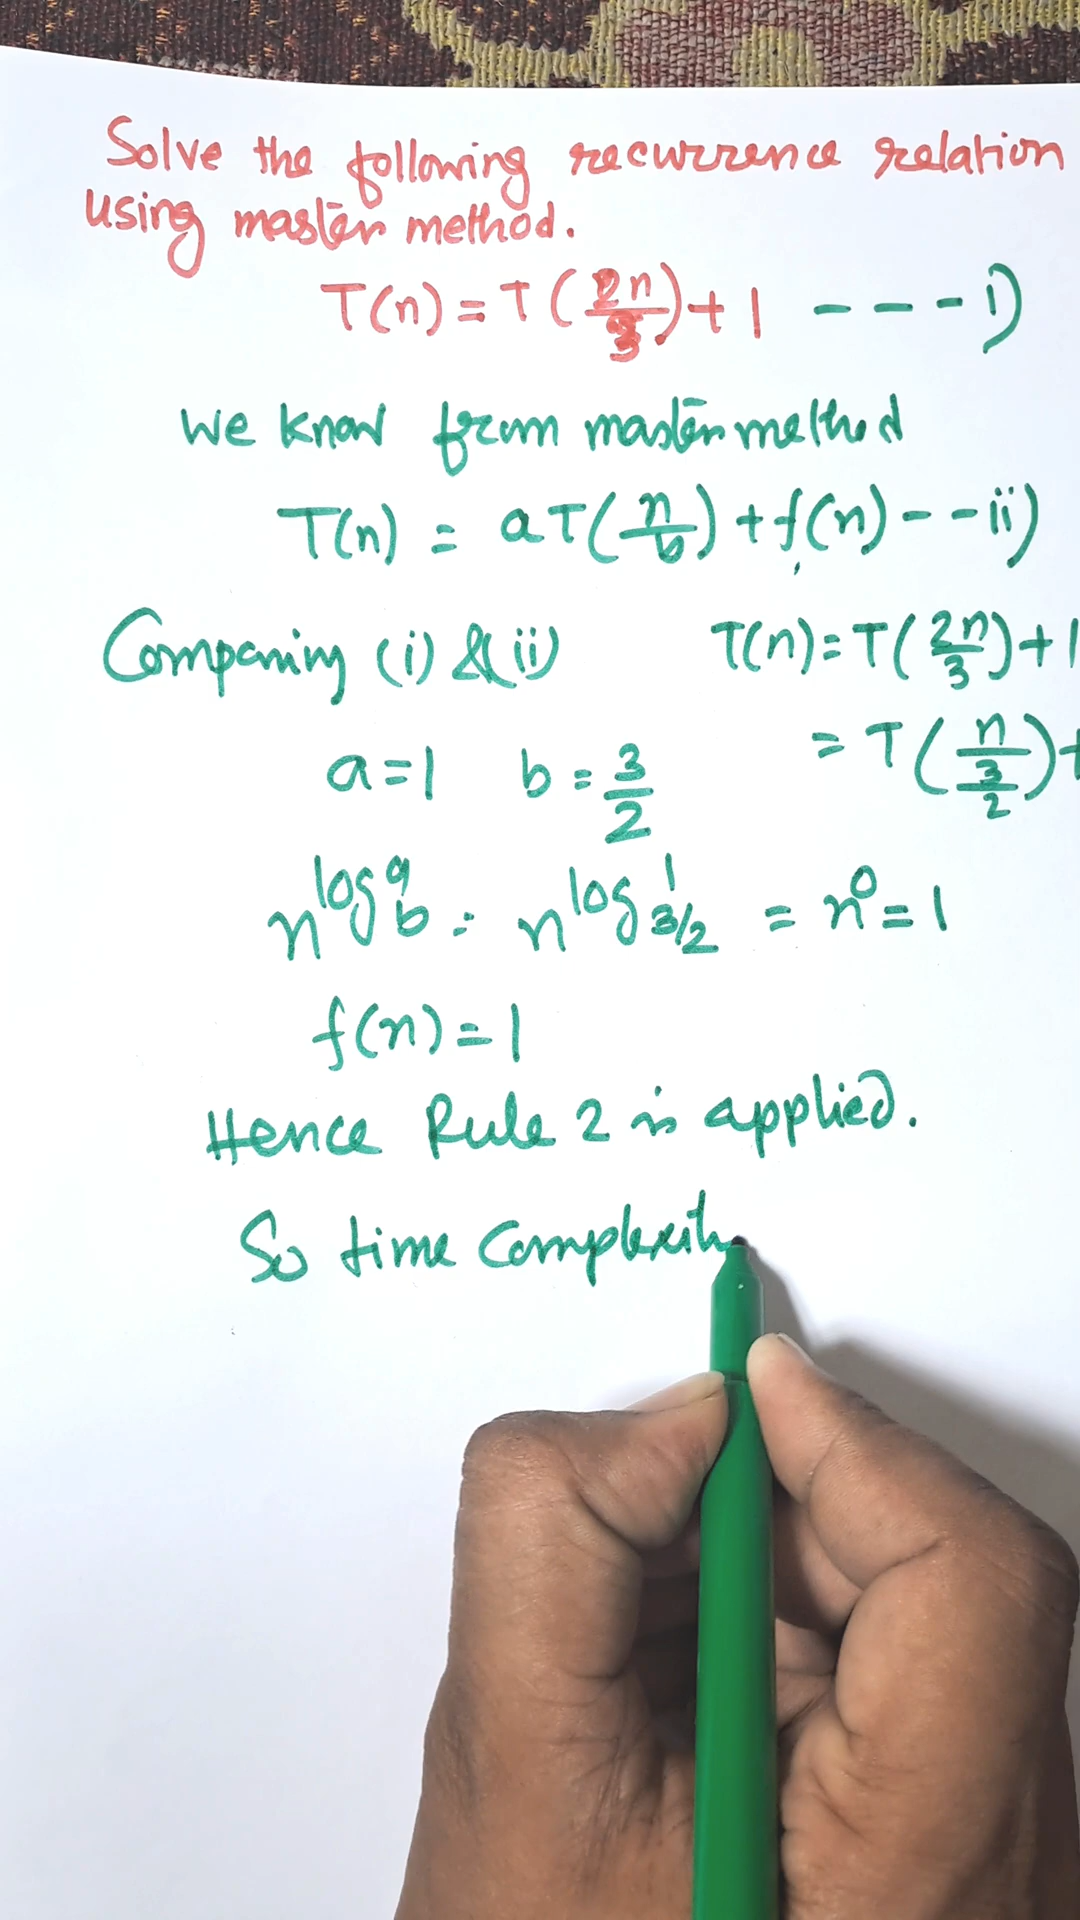 Solve the following recurrence relation
using master method.
T(n) = T(2n/3) + 1 - - - i)
We know from master method
T(n) = aT(n/b) + f(n) - - ii)
Comparing (i) & (ii) T(n) = T(2n/3) + 1
a = 1 b = 3/2 = T(n/(3/2)) +
n^log_b^a = n^log_3/2^1 = n^0 = 1
f(n) = 1
Hence Rule 2 is applied.
So time Complexit